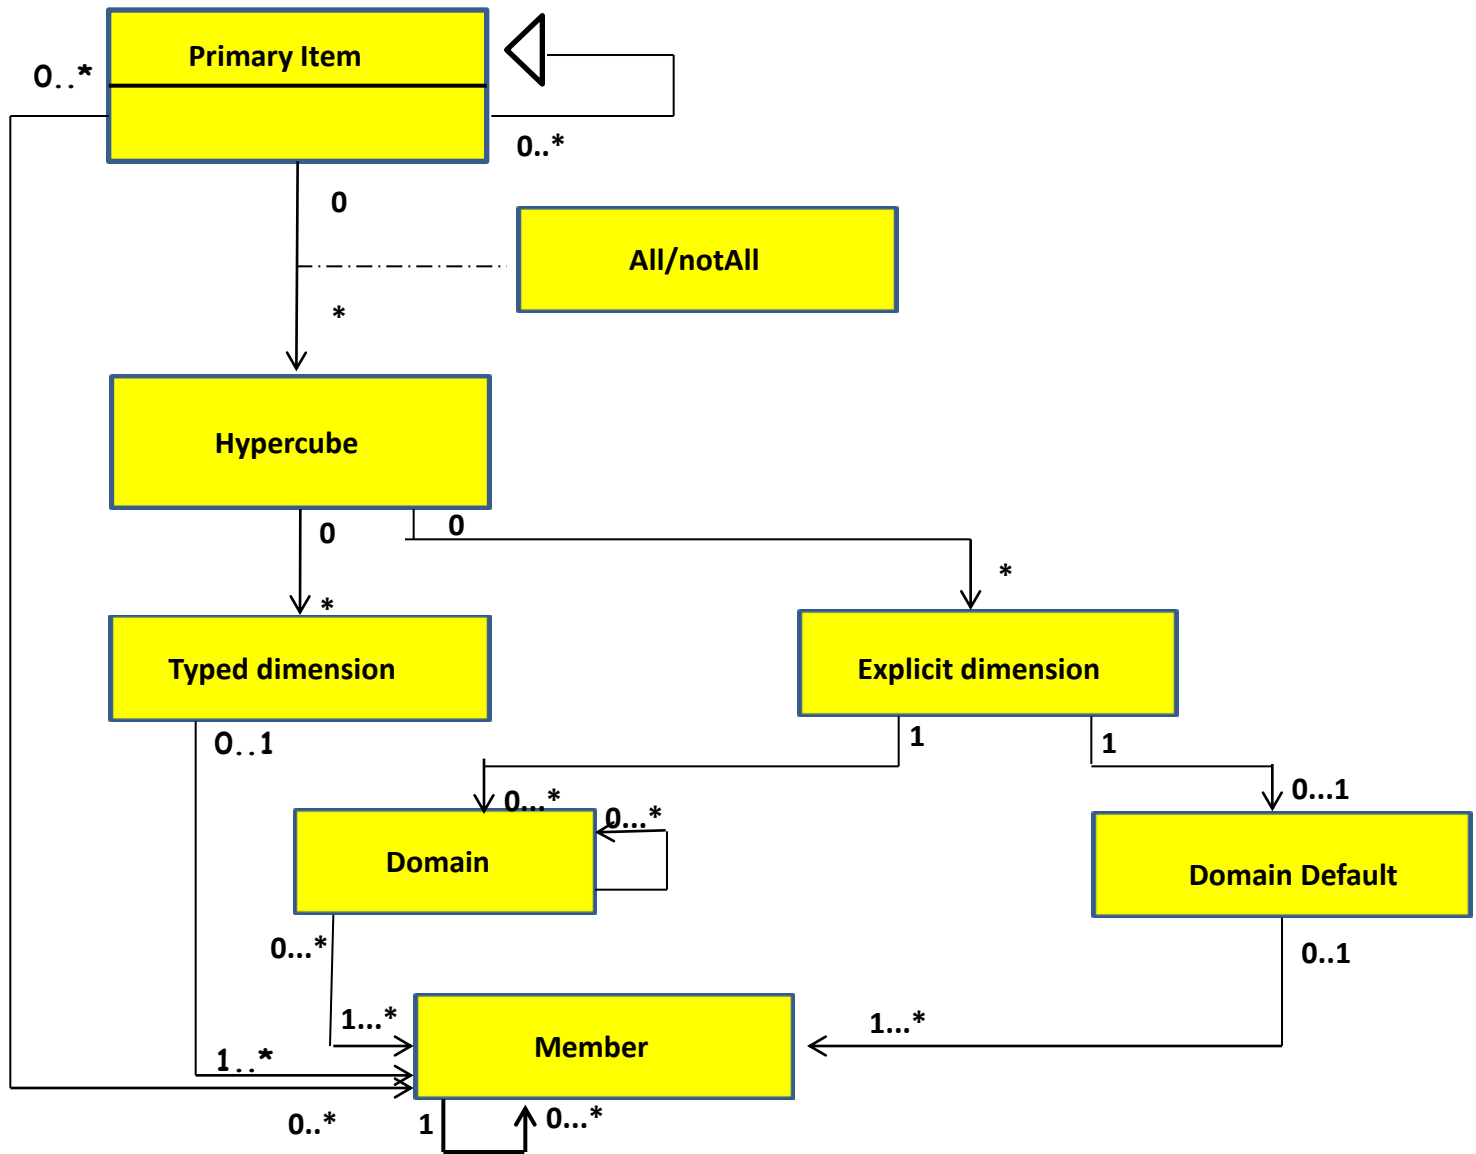 Primary Item
0..*
0..*
0
All/notAll
*
Hypercube
0
0
*
*
Typed dimension
Explicit dimension
0..1
1
1
0...*
0...*
0...1
Domain
Domain Default
0...*
0..1
1...*
1...*
Member
1..*
0..*
1
0...*